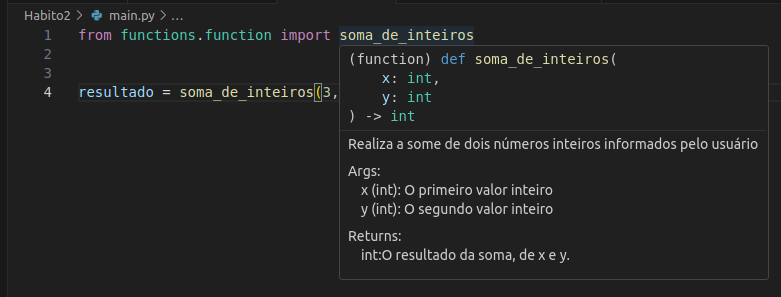 Habito2 > main.py > ...
1 from functions.function import soma_de_inteiros
2
3
4 resultado = soma_de_inteiros(3,
(function) def soma_de_inteiros(
x: int,
y: int
) -> int
Realiza a some de dois números inteiros informados pelo usuário
Args:
x (int): O primeiro valor inteiro
y (int): O segundo valor inteiro
Returns:
int:O resultado da soma, de x e y.